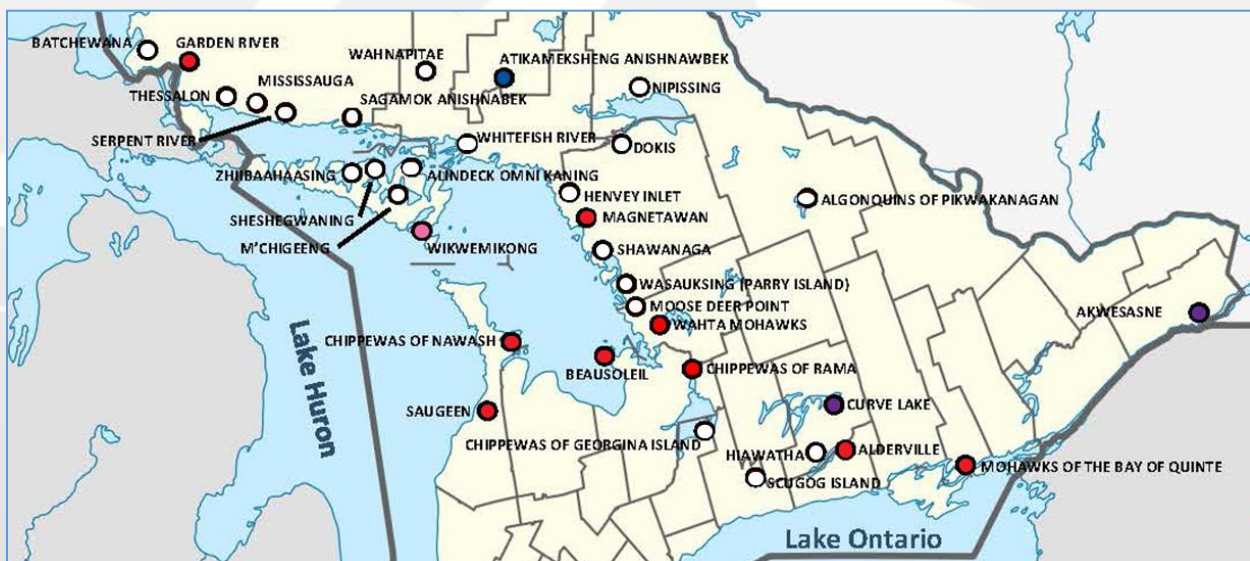 BATCHEWANA
GARDEN RIVER
WAHNAPITAE
ATIKAMEKSHENG ANISHNAWBEK
MISSISSAUGA
NIPISSING
THESSALON
SAGAMOK ANISHNABEK
SERPENT RIVER
WHITEFISH RIVER
DOKIS
ZHIIBAAHAASING
ALINDECK OMNI KANING
HENVEY INLET
ALGONQUINS OF PIKWAKANAGAN
SHESHEGWANING
MAGNETAWAN
M'CHIGEENG
WIKWEMIKONG
SHAWANAGA
WASAUKSING (PARRY ISLAND)
MOOSE DEER POINT
AKWESASNE
WAHTA MOHAWKS
Lake Huron
CHIPPEWAS OF NAWASH
BEAUSOLEIL
CHIPPEWAS OF RAMA
SAUGEEN
CURVE LAKE
CHIPPEWAS OF GEORGINA ISLAND
HIAWATHA
ALDERVILLE
MOHAWKS OF THE BAY OF QUINTE
SCUGOG ISLAND
Lake Ontario